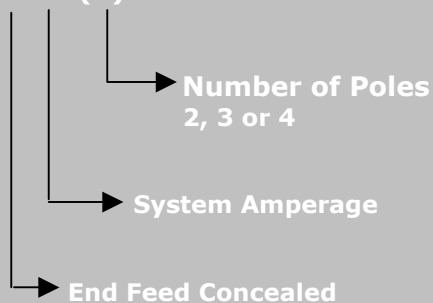 Number of Poles
2, 3 or 4
System Amperage
End Feed Concealed